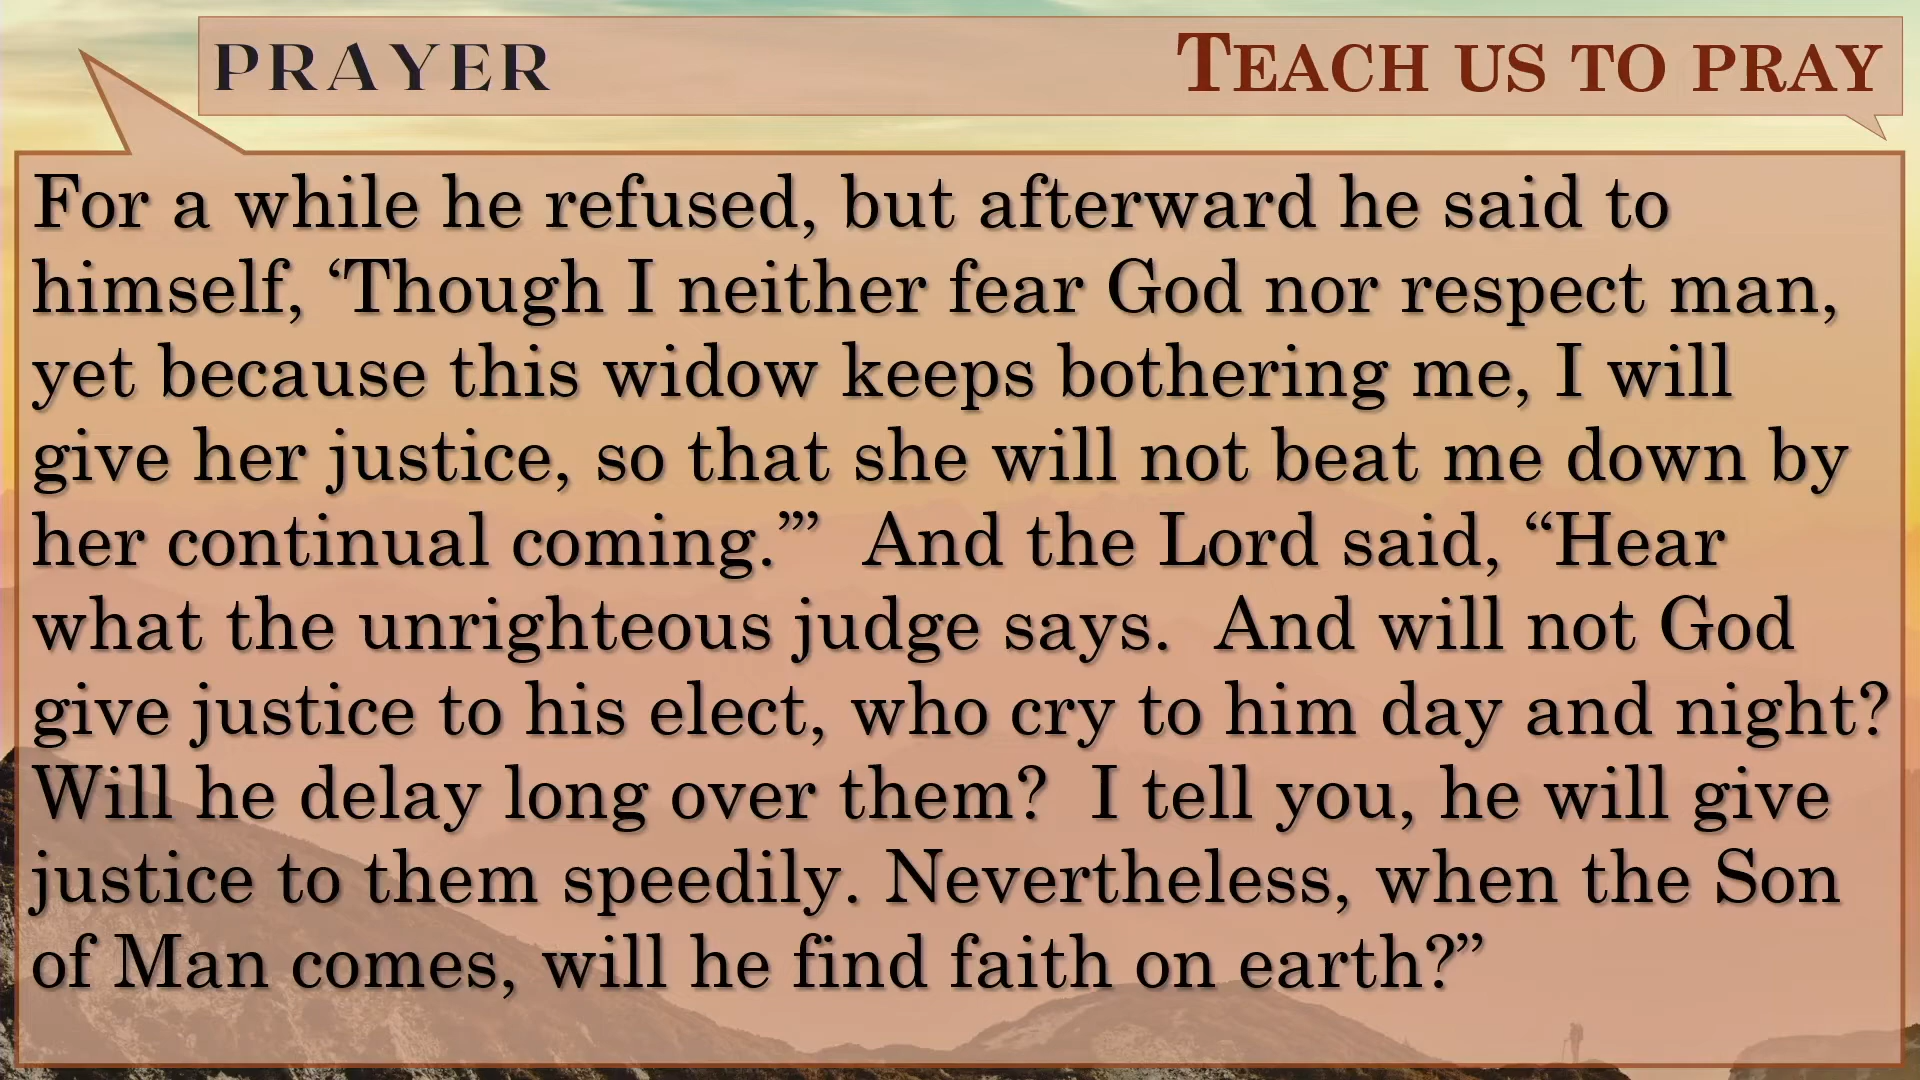 PRAYER
TEACH US TO PRAY
For a while he refused, but afterward he said to
himself, ‘Though I neither fear God nor respect man,
yet because this widow keeps bothering me, I will
give her justice, so that she will not beat me down by
her continual coming.’”  And the Lord said, “Hear
what the unrighteous judge says.  And will not God
give justice to his elect, who cry to him day and night?
Will he delay long over them?  I tell you, he will give
justice to them speedily. Nevertheless, when the Son
of Man comes, will he find faith on earth?”